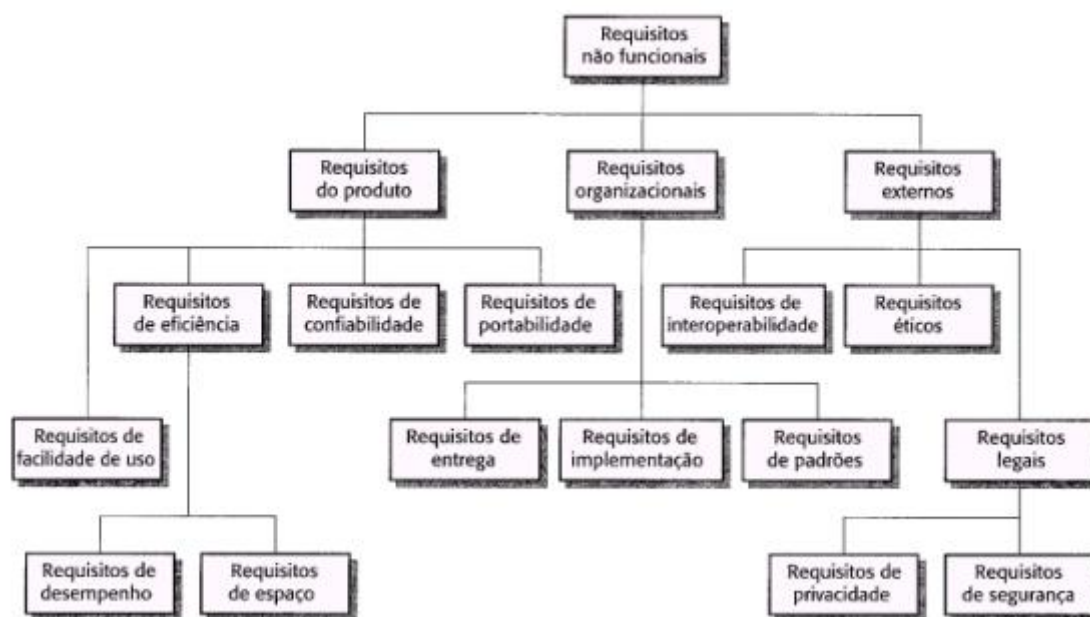 Requisitos
não funcionais
Requisitos
do produto
Requisitos
organizacionais
Requisitos
externos
Requisitos
de eficiência
Requisitos de
confiabilidade
Requisitos de
portabilidade
Requisitos de
interoperabilidade
Requisitos
éticos
Requisitos de
facilidade de uso
Requisitos de
entrega
Requisitos de
implementação
Requisitos
de padrões
Requisitos
legais
Requisitos de
desempenho
Requisitos
de espaço
Requisitos de
privacidade
Requisitos
de segurança